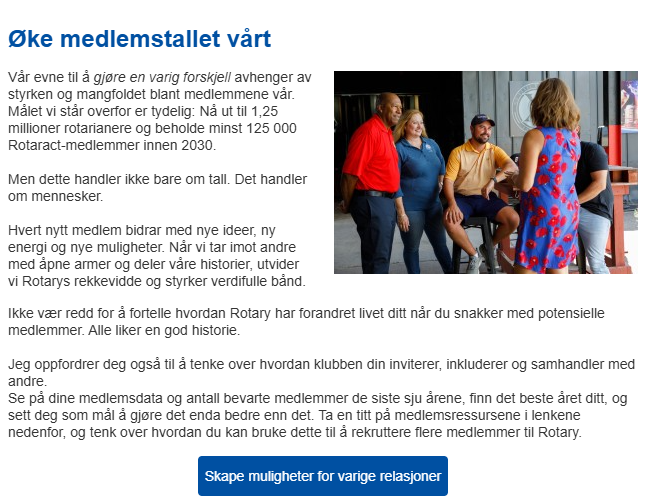 Øke medlemstallet vårt
Vår evne til å gjøre en varig forskjell avhenger av
styrken og mangfoldet blant medlemmene vår.
Målet vi står overfor er tydelig: Nå ut til 1,25
millioner rotarianere og beholde minst 125 000
Rotaract-medlemmer innen 2030.
Men dette handler ikke bare om tall. Det handler
om mennesker.
Hvert nytt medlem bidrar med nye ideer, ny
energi og nye muligheter. Når vi tar imot andre
med åpne armer og deler våre historier, utvider
vi Rotarys rekkevidde og styrker verdifulle bånd.
Ikke vær redd for å fortelle hvordan Rotary har forandret livet ditt når du snakker med potensielle
medlemmer. Alle liker en god historie.
Jeg oppfordrer deg også til å tenke over hvordan klubben din inviterer, inkluderer og samhandler med
andre.
Se på dine medlemsdata og antall bevarte medlemmer de siste sju årene, finn det beste året ditt, og
sett deg som mål å gjøre det enda bedre enn det. Ta en titt på medlemsressursene i lenkene
nedenfor, og tenk over hvordan du kan bruke dette til å rekruttere flere medlemmer til Rotary.
Skape muligheter for varige relasjoner